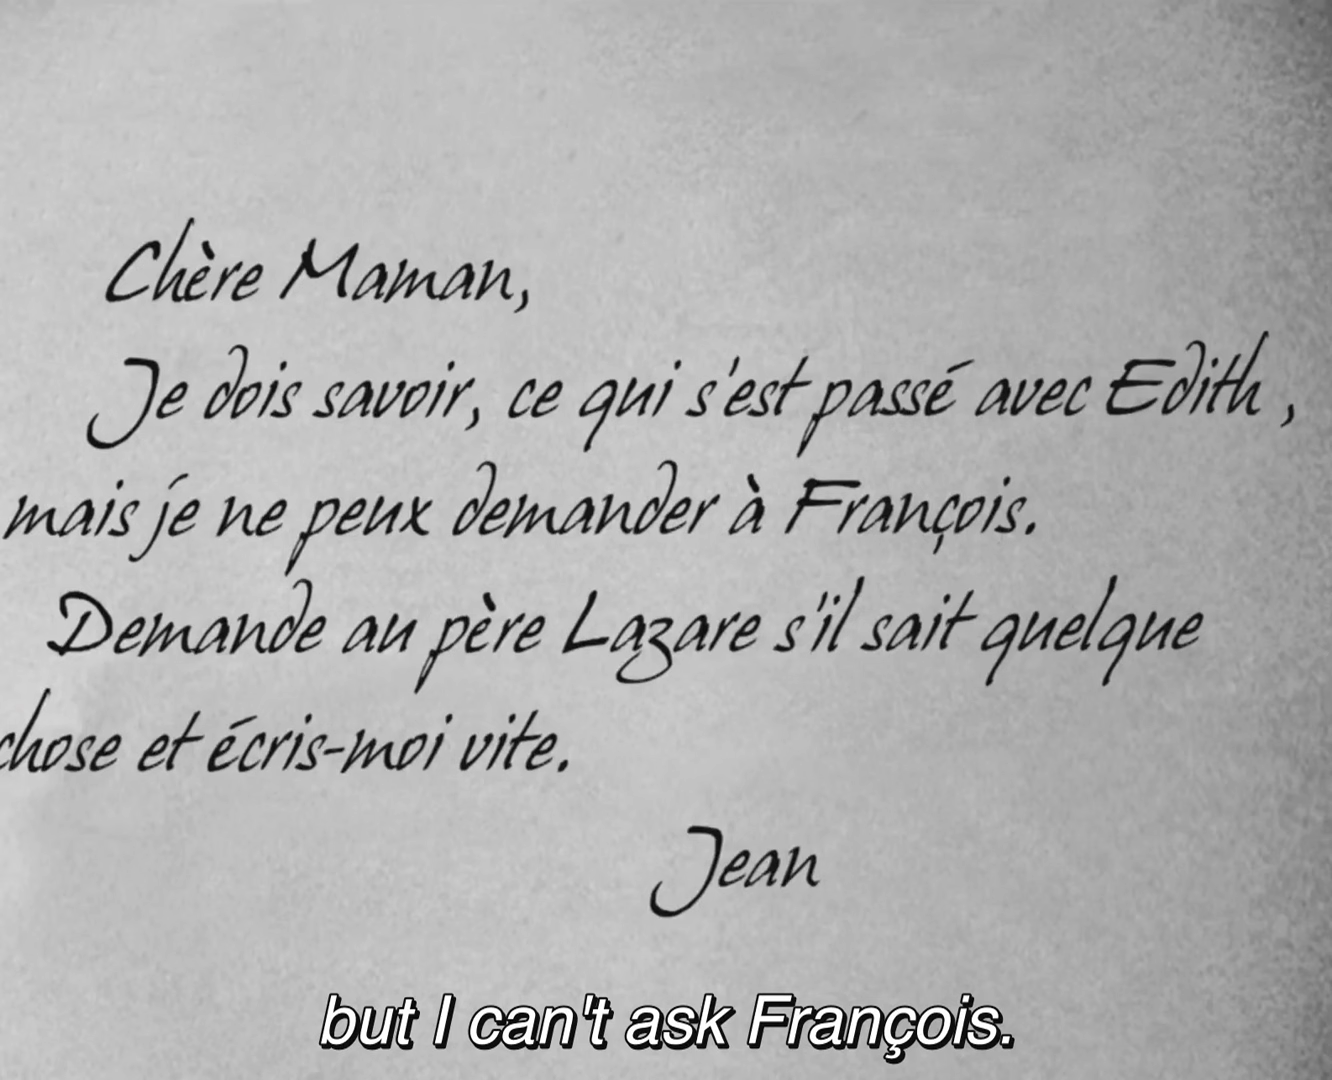 Chère Maman,
Je dois savoir, ce qui s'est passé avec Edith ,
mais je ne peux demander à François.
Demande au père Lazare s'il sait quelque
chose et écris-moi vite.
Jean
but I can't ask François.